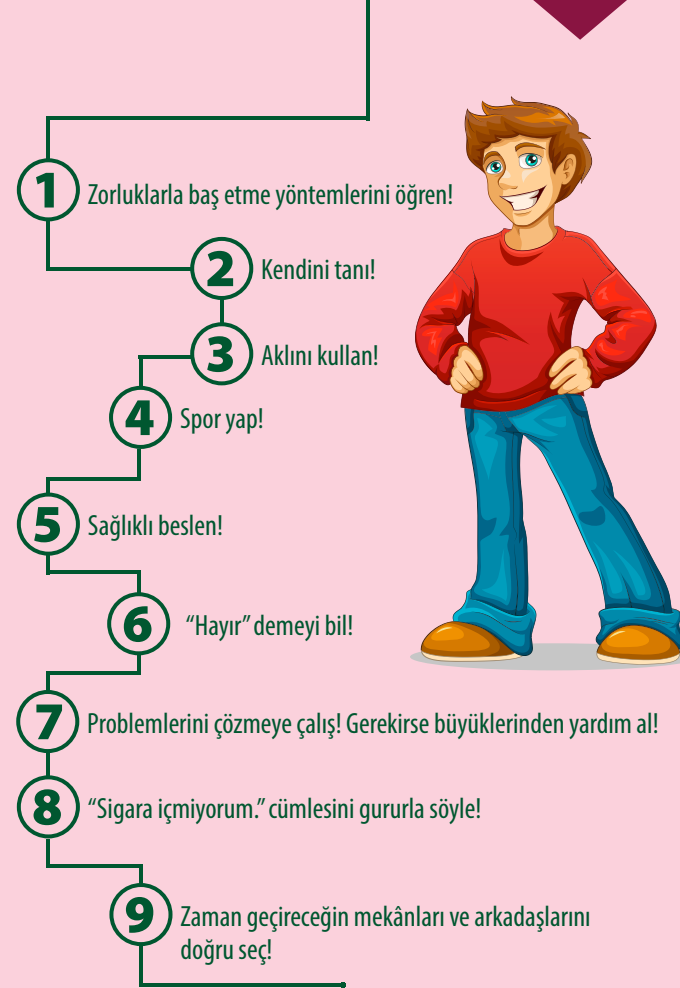 1 Zorluklarla baş etme yöntemlerini öğren!
2 Kendini tanı!
3 Aklını kullan!
4 Spor yap!
5 Sağlıklı beslen!
6 “Hayır” demeyi bil!
7 Problemlerini çözmeye çalış! Gerekirse büyüklerinden yardım al!
8 “Sigara içmiyorum.” cümlesini gururla söyle!
9 Zaman geçireceğin mekânları ve arkadaşlarını
doğru seç!